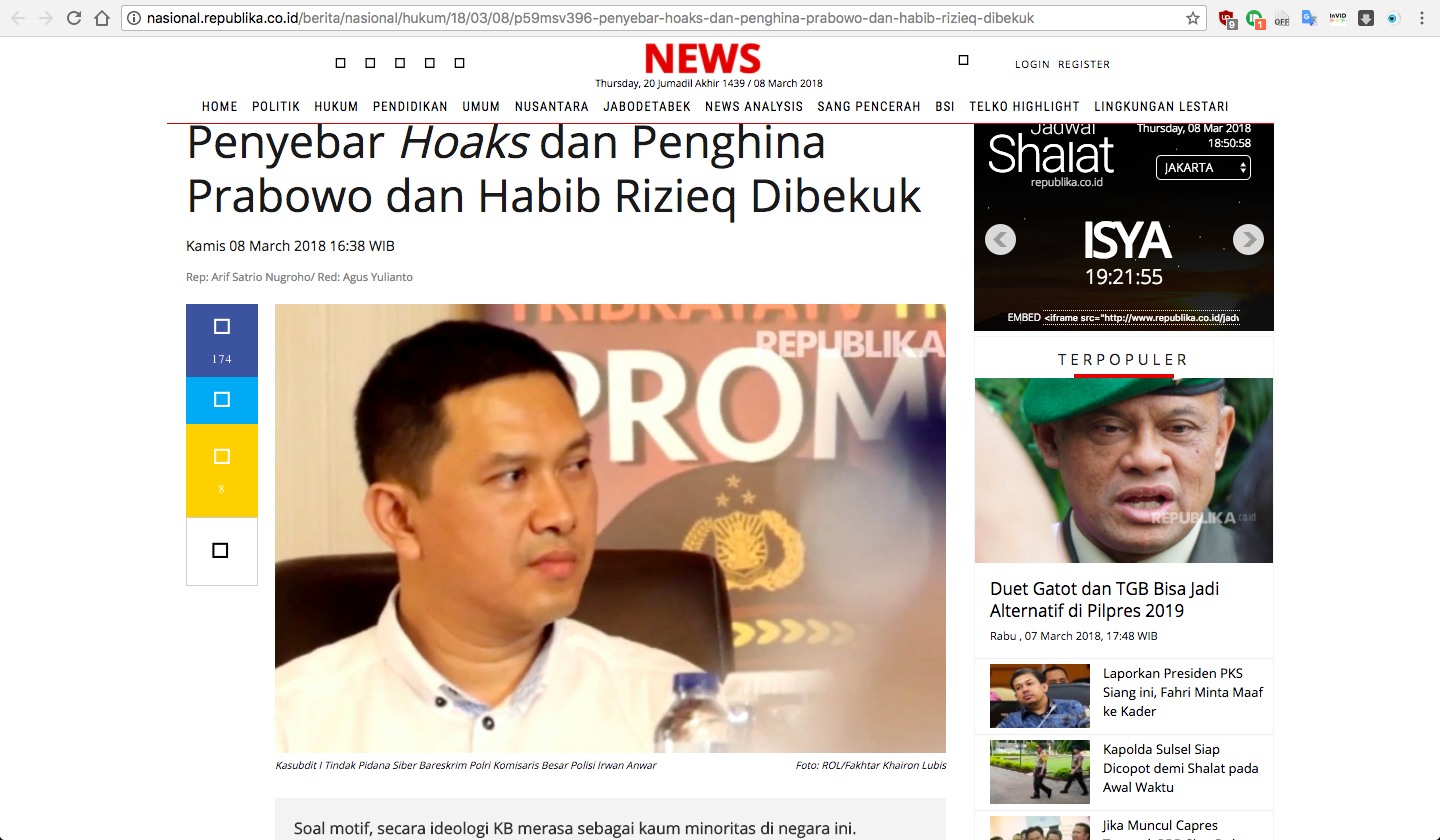 nasional.republika.co.id/berita/nasional/hukum/18/03/08/p59msv396-penyebar-hoaks-dan-penghina-prabowo-dan-habib-rizieq-dibekuk
9
1
OFF
InVID
NEWS
Thursday, 20 Jumadil Akhir 1439 / 08 March 2018
LOGIN REGISTER
HOME POLITIK HUKUM PENDIDIKAN UMUM NUSANTARA JABODETABEK NEWS ANALYSIS SANG PENCERAH BSI TELKO HIGHLIGHT LINGKUNGAN LESTARI
Penyebar Hoaks dan Penghina
Prabowo dan Habib Rizieq Dibekuk
Kamis 08 March 2018 16:38 WIB
Rep: Arif Satrio Nugroho/ Red: Agus Yulianto
174
8
REPUBLIKA
PROM
Kasubdit I Tindak Pidana Siber Bareskrim Polri Komisaris Besar Polisi Irwan Anwar
Foto: ROL/Fakhtar Khairon Lubis
Soal motif, secara ideologi KB merasa sebagai kaum minoritas di negara ini.
Jadwal
Shalat
republika.co.id
Thursday, 08 Mar 2018
18:50:58
JAKARTA
ISYA
19:21:55
EMBED <iframe src="http://www.republika.co.id/jadw
TERPOPULER
REPUBLIKA.co.id
Duet Gatot dan TGB Bisa Jadi
Alternatif di Pilpres 2019
Rabu , 07 March 2018, 17:48 WIB
Laporkan Presiden PKS
Siang ini, Fahri Minta Maaf
ke Kader
Kapolda Sulsel Siap
Dicopot demi Shalat pada
Awal Waktu
Jika Muncul Capres